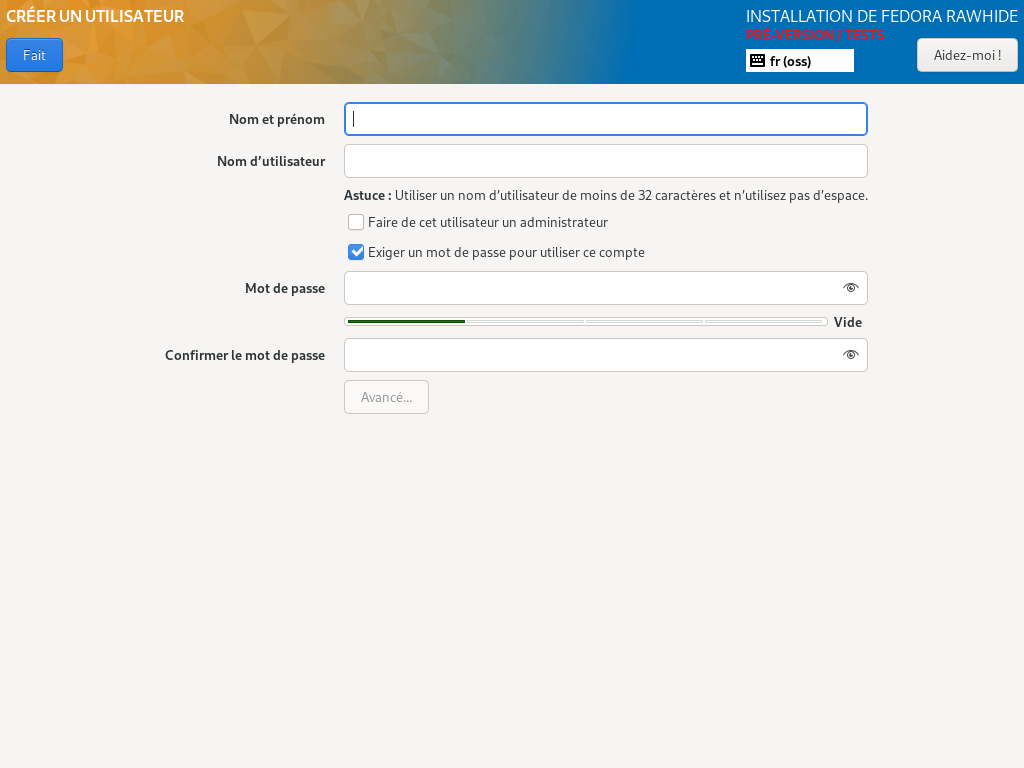 CRÉER UN UTILISATEUR
INSTALLATION DE FEDORA RAWHIDE
PRÉ-VERSION / TESTS
Fait
fr (oss)
Aidez-moi !
Nom et prénom
Nom d’utilisateur
Astuce : Utiliser un nom d’utilisateur de moins de 32 caractères et n’utilisez pas d’espace.
Faire de cet utilisateur un administrateur
Exiger un mot de passe pour utiliser ce compte
Mot de passe
Vide
Confirmer le mot de passe
Avancé…